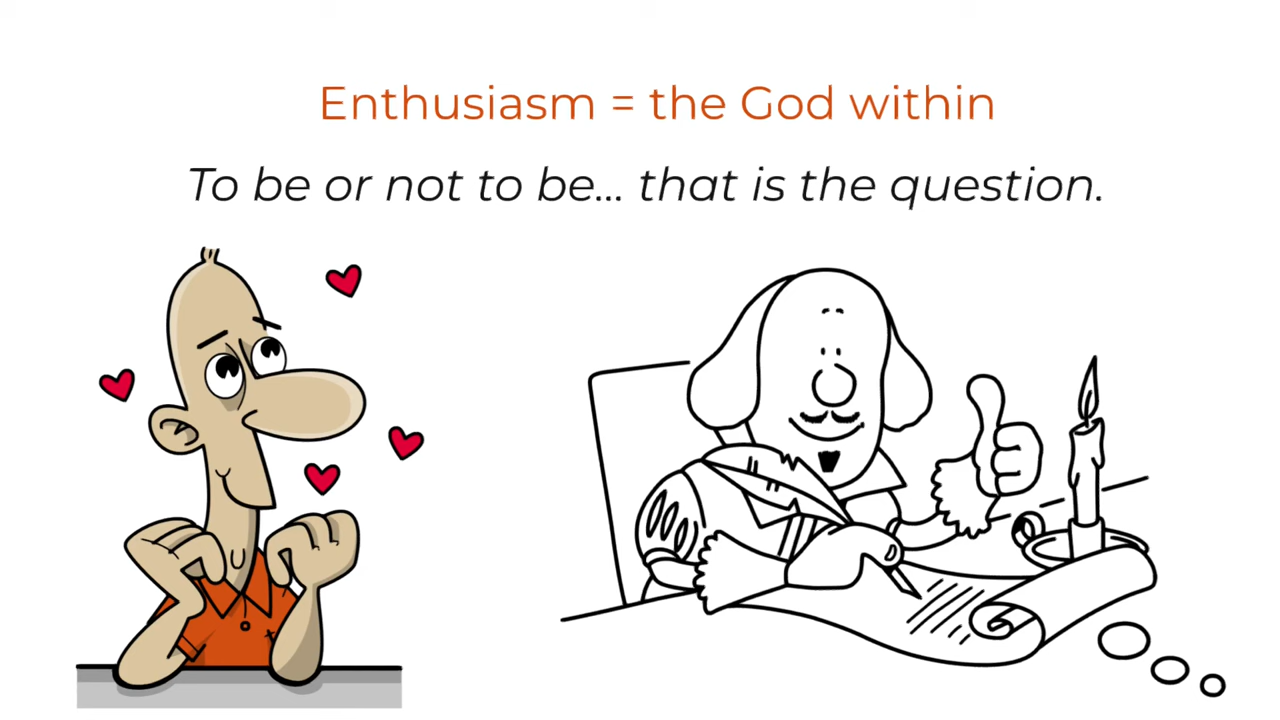 Enthusiasm = the God within
To be or not to be... that is the question.